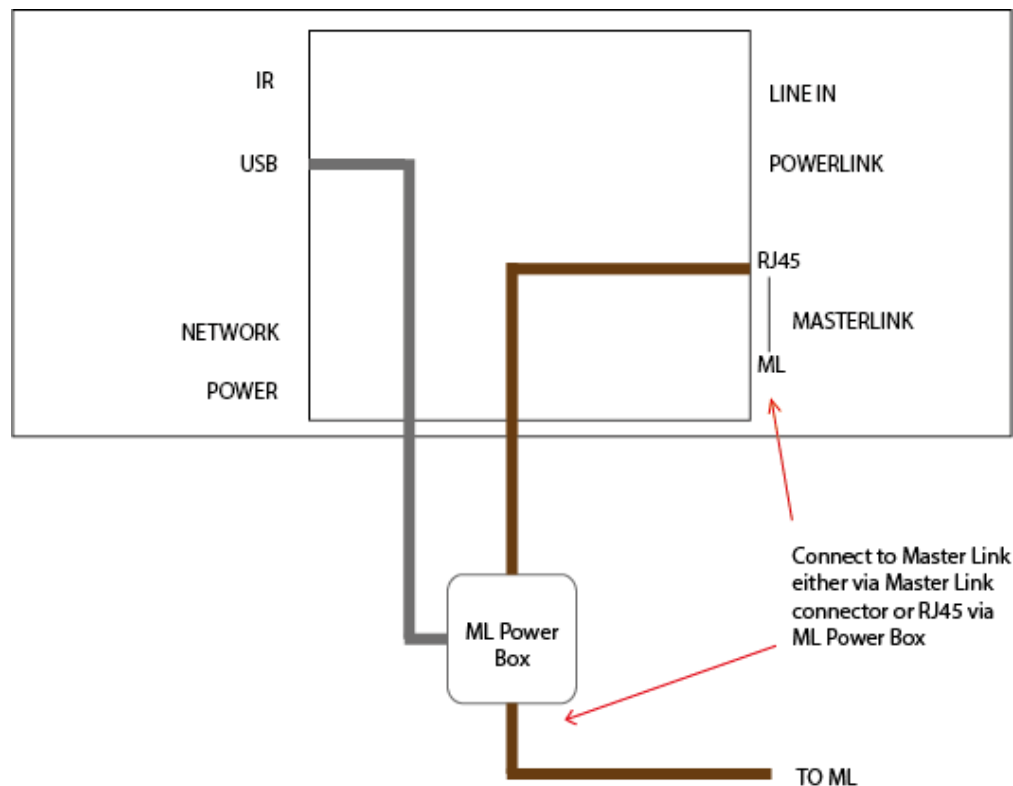 IR
LINE IN
USB
POWERLINK
RJ45
NETWORK
MASTERLINK
ML
POWER
Connect to Master Link
either via Master Link
connector or RJ45 via
ML Power Box
ML Power
Box
TO ML